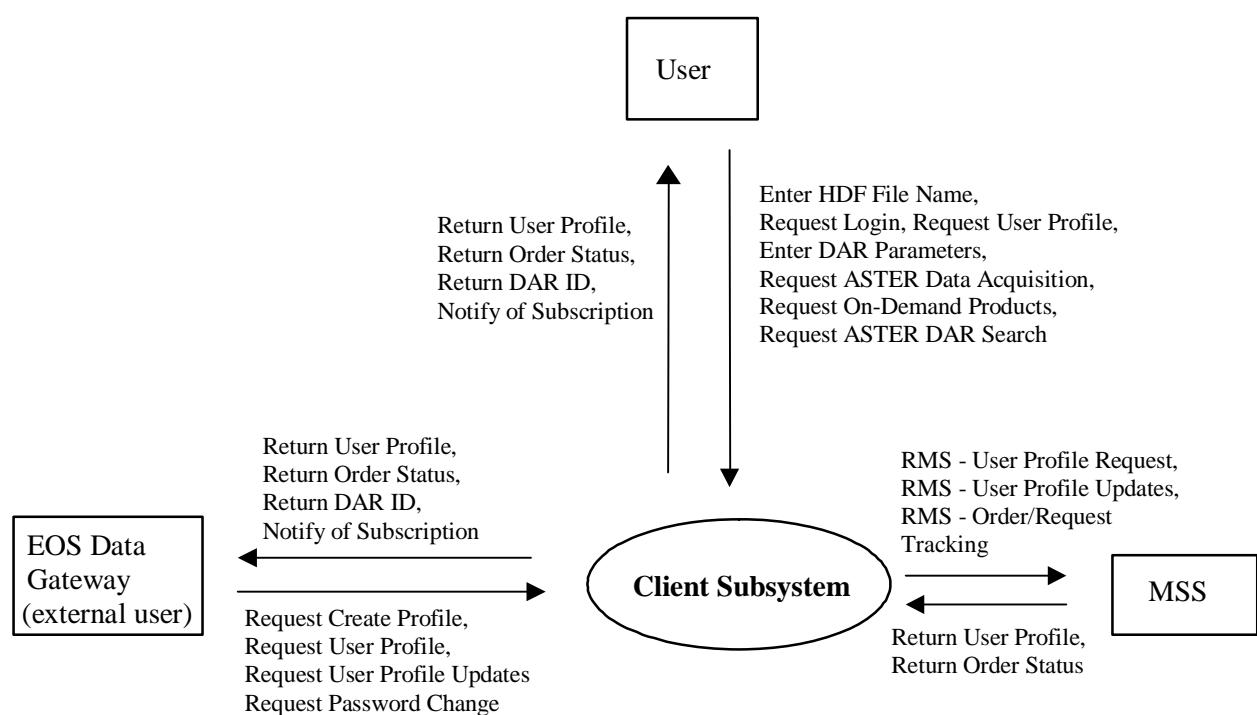 User
Return User Profile,
Return Order Status,
Return DAR ID,
Notify of Subscription
Enter HDF File Name,
Request Login, Request User Profile,
Enter DAR Parameters,
Request ASTER Data Acquisition,
Request On-Demand Products,
Request ASTER DAR Search
Return User Profile,
Return Order Status,
Return DAR ID,
Notify of Subscription
RMS - User Profile Request,
RMS - User Profile Updates,
RMS - Order/Request
Tracking
EOS Data
Gateway
(external user)
Client Subsystem
MSS
Request Create Profile,
Request User Profile,
Request User Profile Updates
Request Password Change
Return User Profile,
Return Order Status